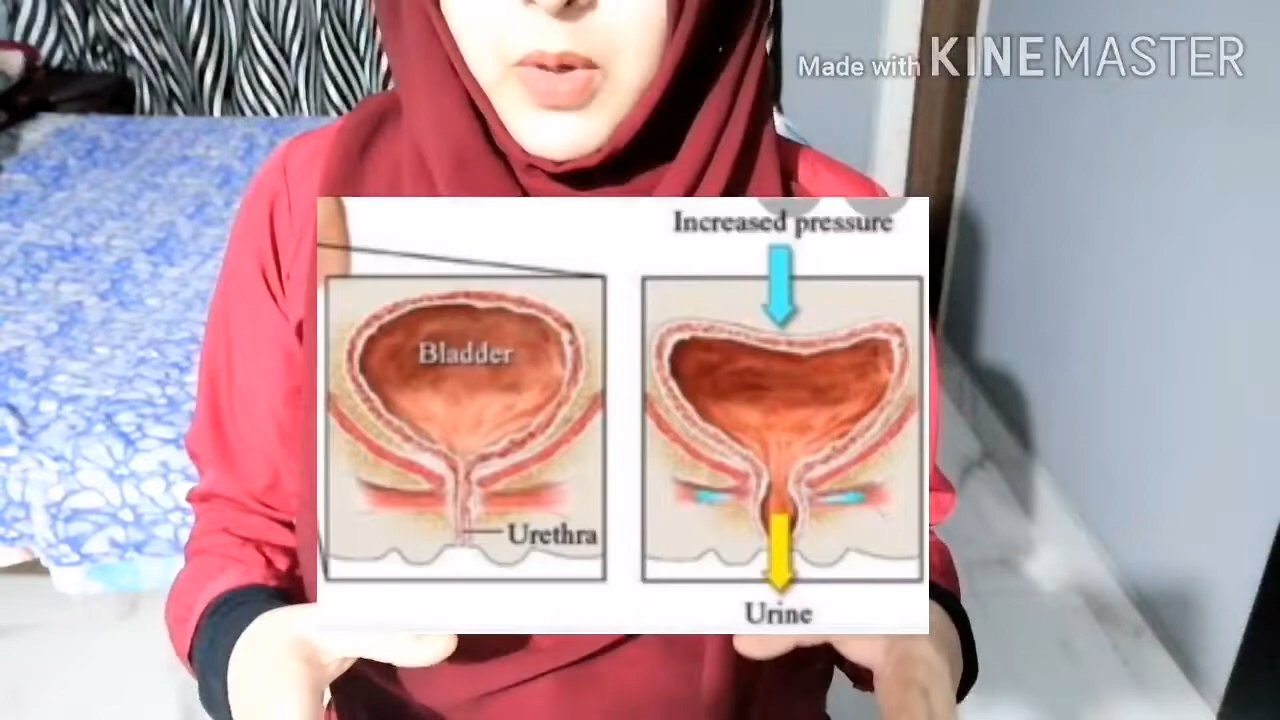 Made with KINEMASTER
Increased pressure
Bladder
Urethra
Urine